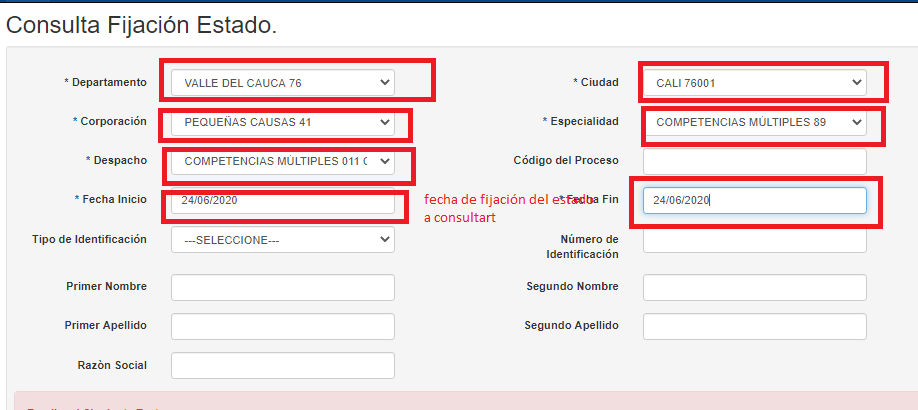 Consulta Fijación Estado.
* Departamento VALLE DEL CAUCA 76 * Ciudad CALI 76001
* Corporación PEQUEÑAS CAUSAS 41 * Especialidad COMPETENCIAS MÚLTIPLES 89
* Despacho COMPETENCIAS MÚLTIPLES 011 C Código del Proceso
* Fecha Inicio 24/06/2020 fecha de fijación del estado * Fecha Fin 24/06/2020
a consultart
Tipo de Identificación ---SELECCIONE--- Número de
Identificación
Primer Nombre Segundo Nombre
Primer Apellido Segundo Apellido
Razòn Social